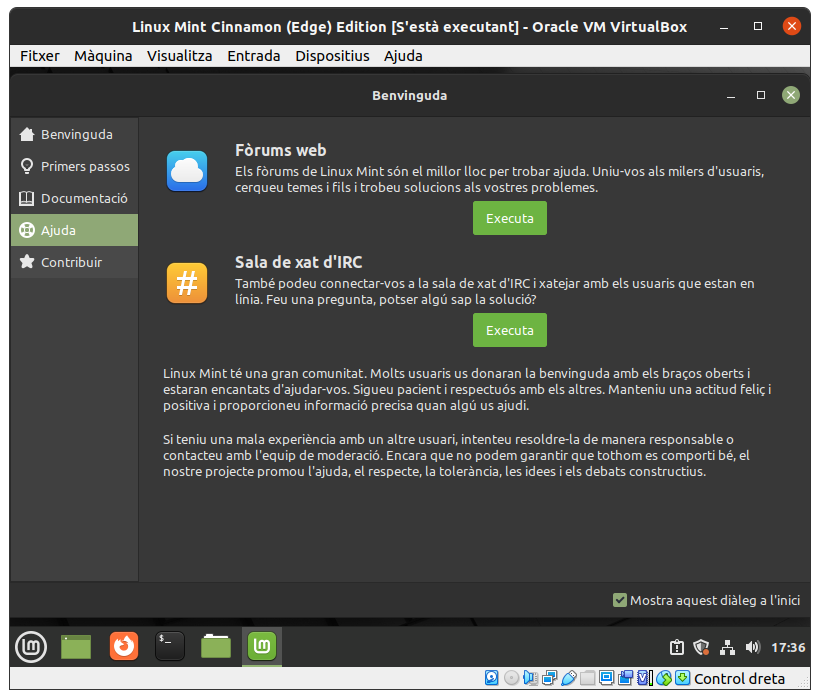 Linux Mint Cinnamon (Edge) Edition [S'està executant] - Oracle VM VirtualBox
Fitxer Màquina Visualitza Entrada Dispositius Ajuda
Benvinguda
Benvinguda
Primers passos
Documentació
Ajuda
Contribuir
Fòrums web
Els fòrums de Linux Mint són el millor lloc per trobar ajuda. Uniu-vos als milers d'usuaris,
cerqueu temes i fils i trobeu solucions als vostres problemes.
Executa
Sala de xat d'IRC
També podeu connectar-vos a la sala de xat d'IRC i xatejar amb els usuaris que estan en
línia. Feu una pregunta, potser algú sap la solució?
Executa
Linux Mint té una gran comunitat. Molts usuaris us donaran la benvinguda amb els braços oberts i
estaran encantats d'ajudar-vos. Sigueu pacient i respectuós amb els altres. Manteniu una actitud feliç i
positiva i proporcioneu informació precisa quan algú us ajudi.
Si teniu una mala experiència amb un altre usuari, intenteu resoldre-la de manera responsable o
contacteu amb l'equip de moderació. Encara que no podem garantir que tothom es comporti bé, el
nostre projecte promou l'ajuda, el respecte, la tolerància, les idees i els debats constructius.
Mostra aquest diàleg a l'inici
17:36
Control dreta